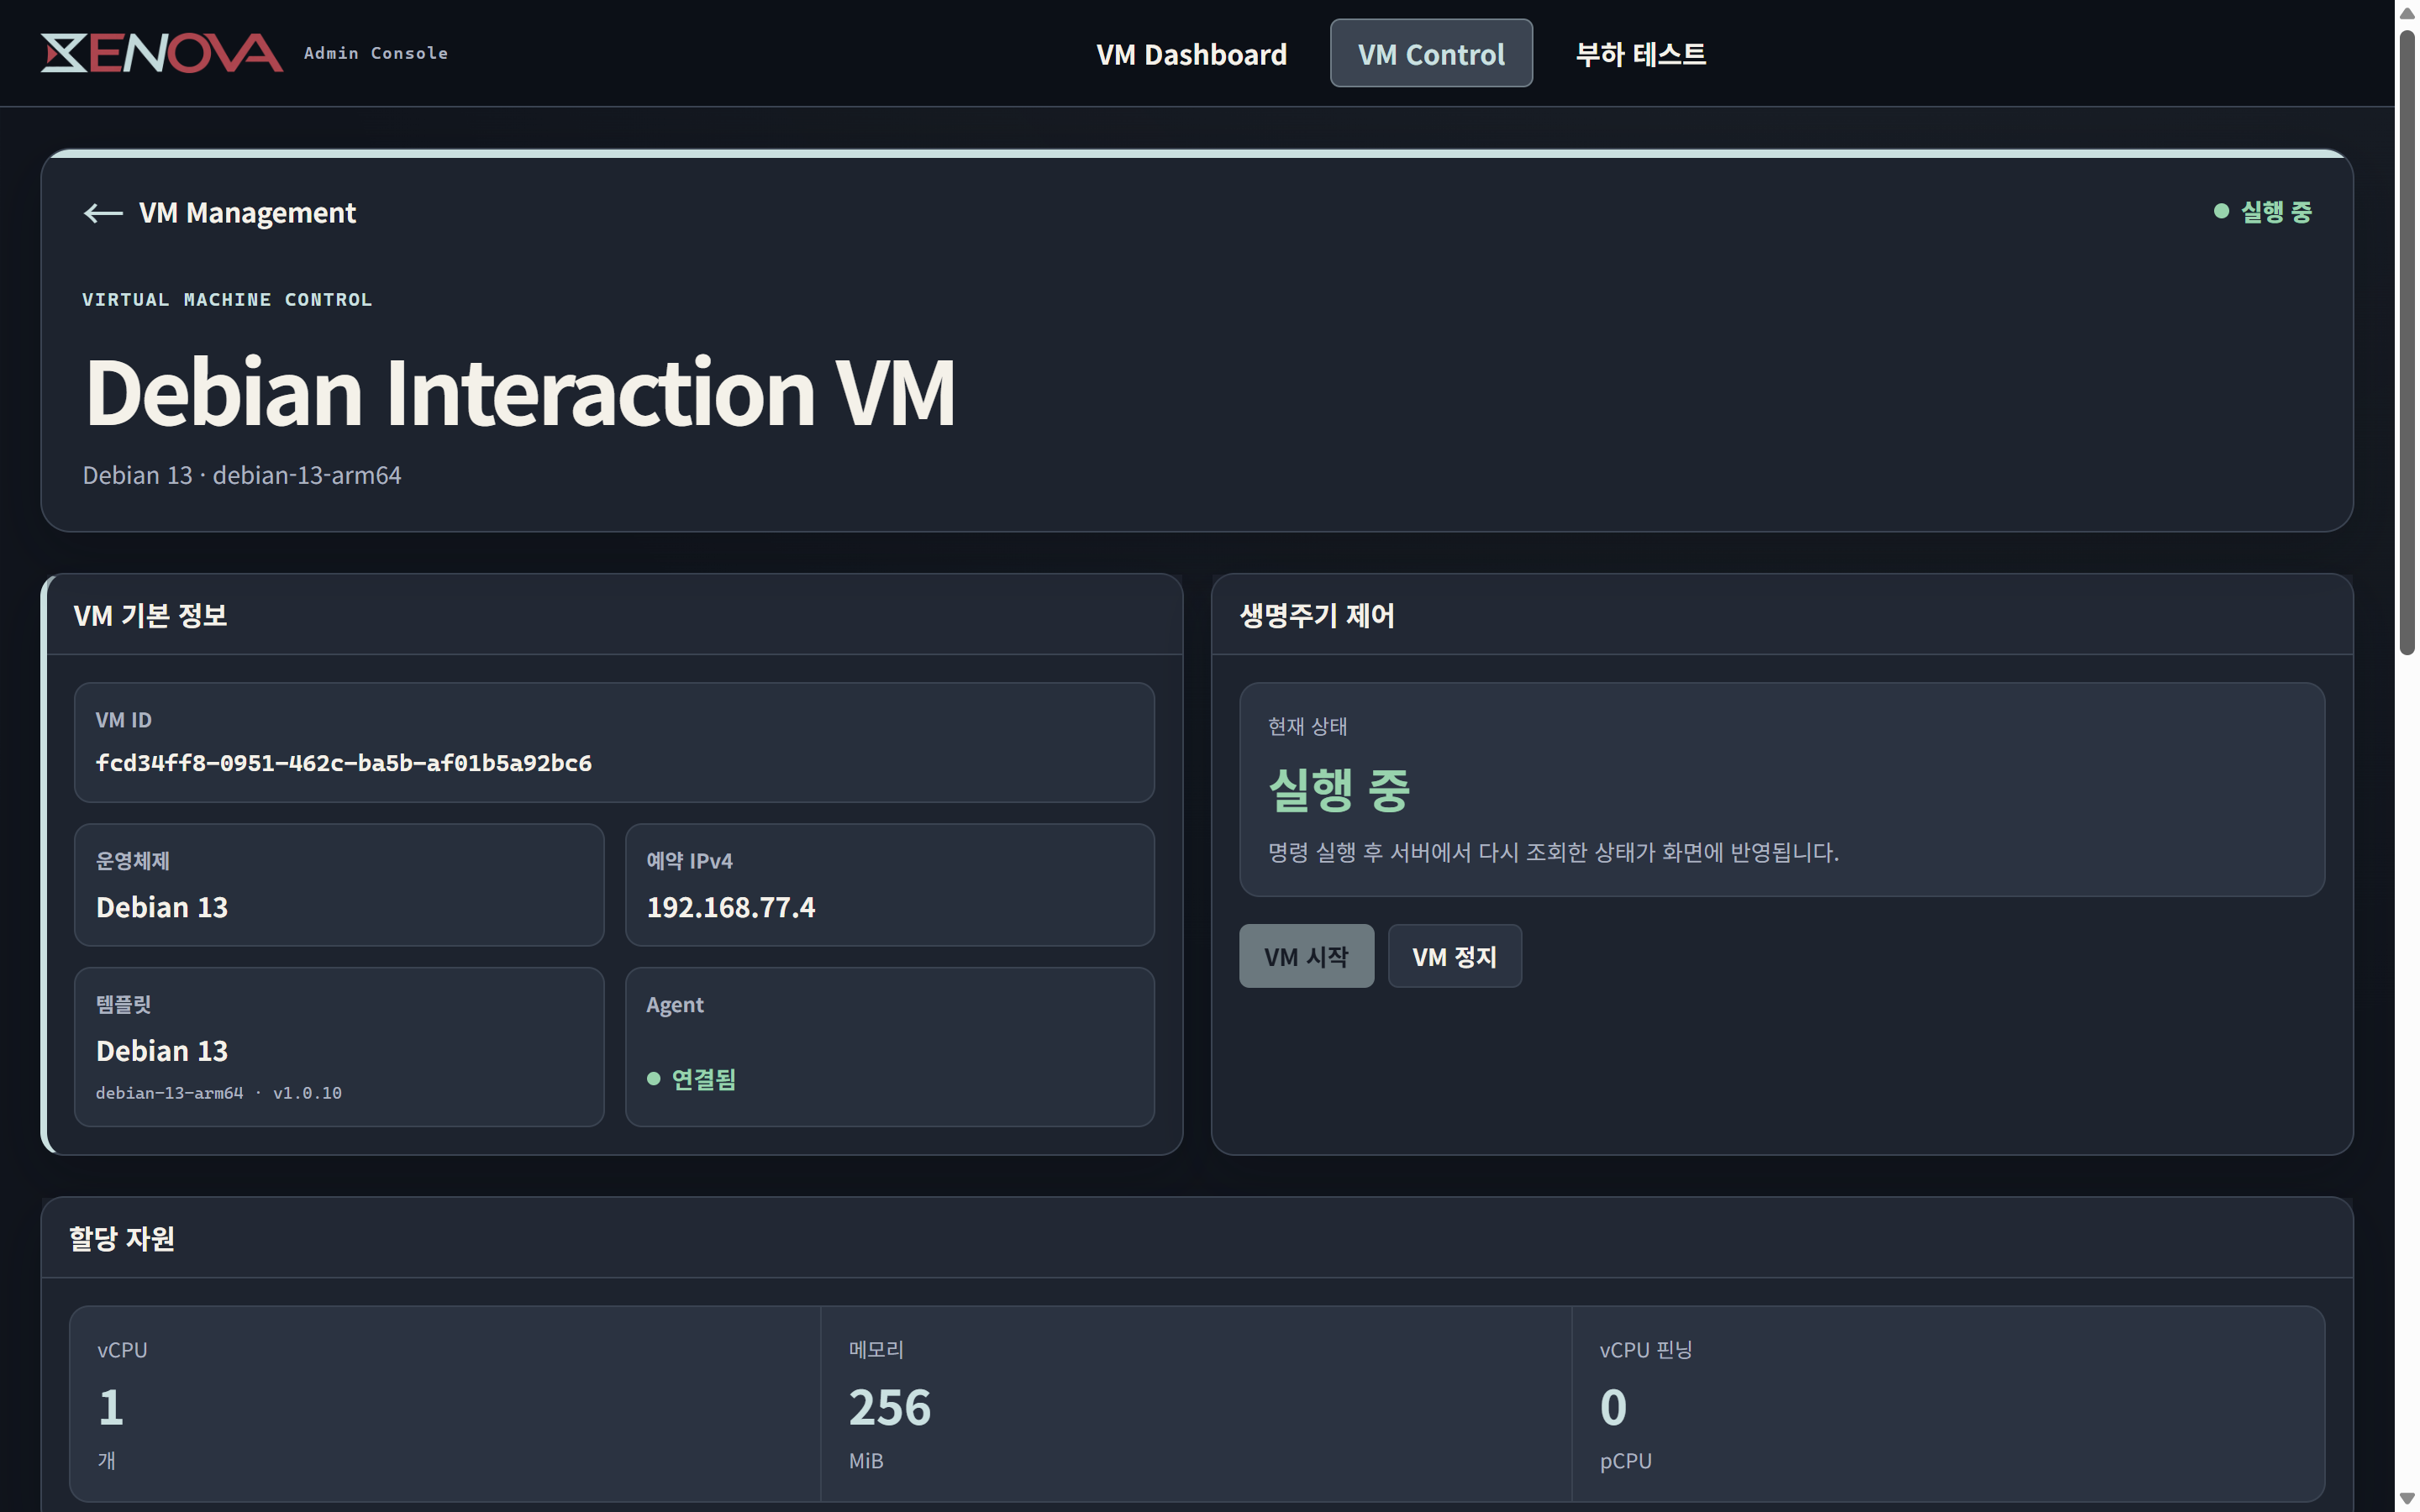 XENOVA Admin Console
VM Dashboard
VM Control
부하 테스트
← VM Management
실행 중
VIRTUAL MACHINE CONTROL
Debian Interaction VM
Debian 13 · debian-13-arm64
VM 기본 정보
VM ID
fcd34ff8-0951-462c-ba5b-af01b5a92bc6
운영체제
Debian 13
예약 IPv4
192.168.77.4
템플릿
Debian 13
debian-13-arm64 · v1.0.10
Agent
연결됨
생명주기 제어
현재 상태
실행 중
명령 실행 후 서버에서 다시 조회한 상태가 화면에 반영됩니다.
VM 시작
VM 정지
할당 자원
vCPU
1
개
메모리
256
MiB
vCPU 핀닝
0
pCPU